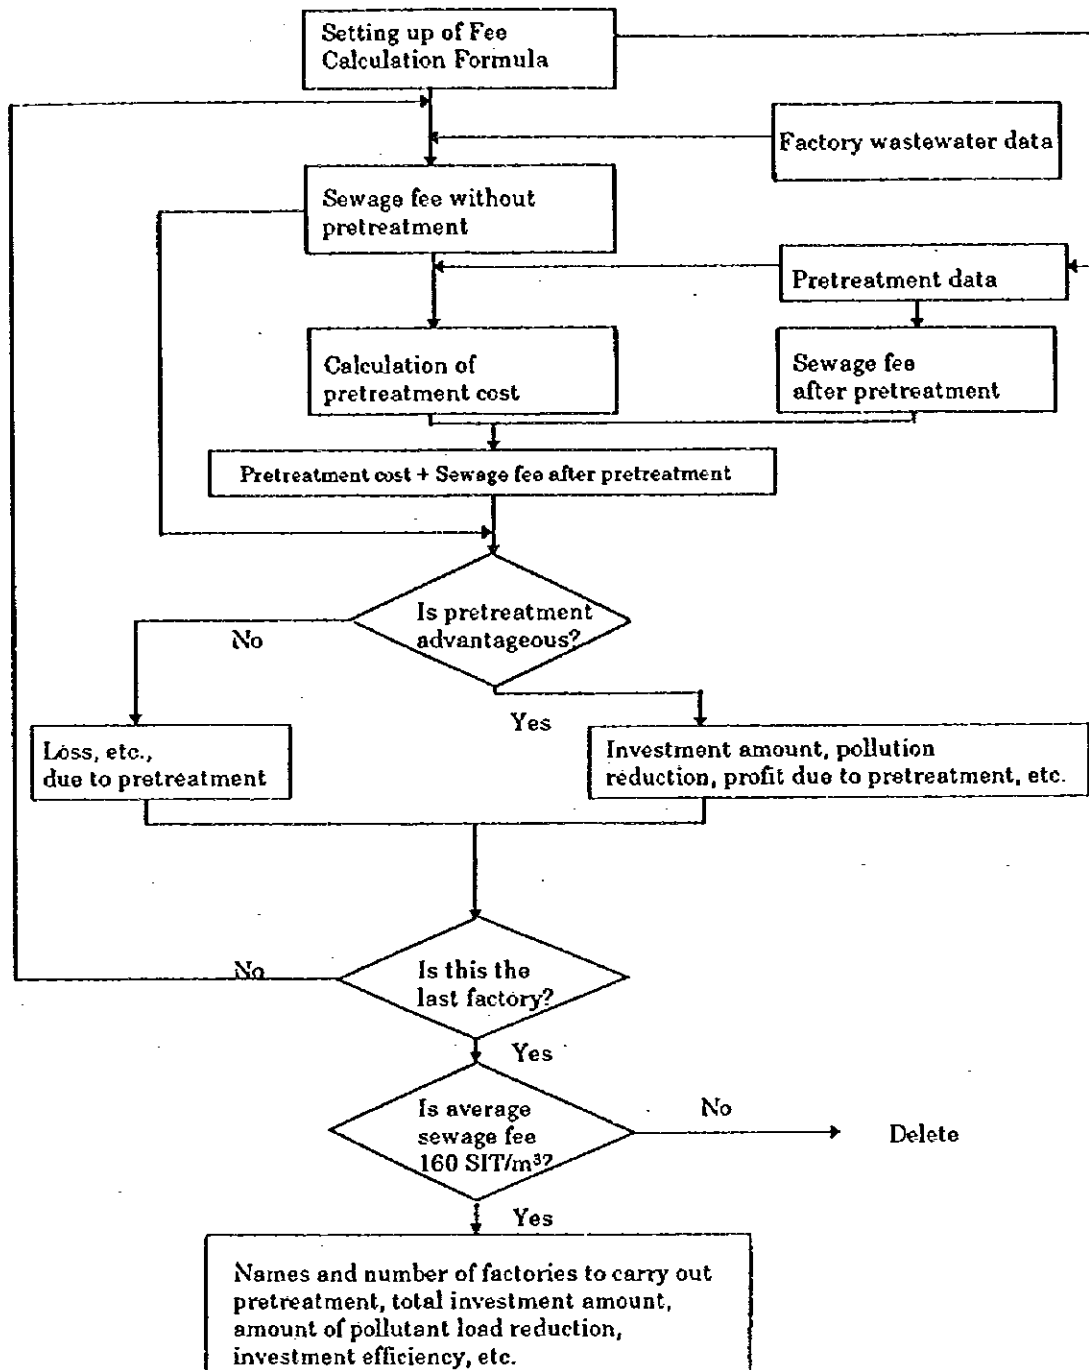 Setting up of Fee
Calculation Formula
Factory wastewater data
Sewage fee without
pretreatment
Pretreatment data
Calculation of
pretreatment cost
Sewage fee
after pretreatment
Pretreatment cost + Sewage fee after pretreatment
Is pretreatment
advantageous?
No
Yes
Loss, etc.,
due to pretreatment
Investment amount, pollution
reduction, profit due to pretreatment, etc.
No
Is this the
last factory?
Yes
Is average
sewage fee
160 SIT/m³?
No
Delete
Yes
Names and number of factories to carry out
pretreatment, total investment amount,
amount of pollutant load reduction,
investment efficiency, etc.